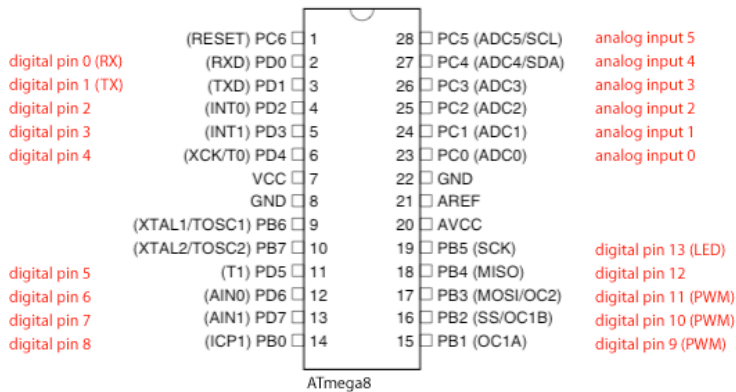 (RESET) PC6 1 28 PC5 (ADC5/SCL) analog input 5
digital pin 0 (RX) (RXD) PD0 2 27 PC4 (ADC4/SDA) analog input 4
digital pin 1 (TX) (TXD) PD1 3 26 PC3 (ADC3) analog input 3
digital pin 2 (INT0) PD2 4 25 PC2 (ADC2) analog input 2
digital pin 3 (INT1) PD3 5 24 PC1 (ADC1) analog input 1
digital pin 4 (XCK/T0) PD4 6 23 PC0 (ADC0) analog input 0
VCC 7 22 GND
GND 8 21 AREF
(XTAL1/TOSC1) PB6 9 20 AVCC
(XTAL2/TOSC2) PB7 10 19 PB5 (SCK) digital pin 13 (LED)
digital pin 5 (T1) PD5 11 18 PB4 (MISO) digital pin 12
digital pin 6 (AIN0) PD6 12 17 PB3 (MOSI/OC2) digital pin 11 (PWM)
digital pin 7 (AIN1) PD7 13 16 PB2 (SS/OC1B) digital pin 10 (PWM)
digital pin 8 (ICP1) PB0 14 15 PB1 (OC1A) digital pin 9 (PWM)
ATmega8